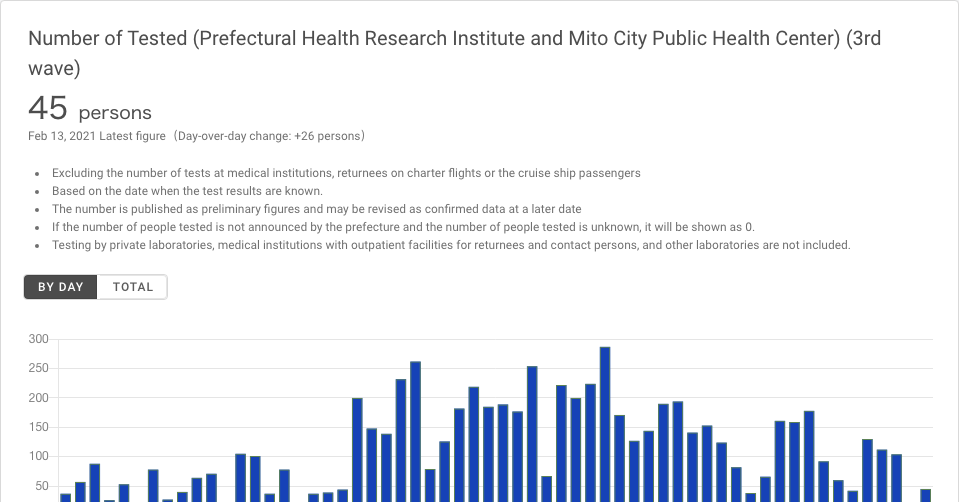 Number of Tested (Prefectural Health Research Institute and Mito City Public Health Center) (3rd
wave)
45 persons
Feb 13, 2021 Latest figure（Day-over-day change: +26 persons）
• Excluding the number of tests at medical institutions, returnees on charter flights or the cruise ship passengers
• Based on the date when the test results are known.
• The number is published as preliminary figures and may be revised as confirmed data at a later date
• If the number of people tested is not announced by the prefecture and the number of people tested is unknown, it will be shown as 0.
• Testing by private laboratories, medical institutions with outpatient facilities for returnees and contact persons, and other laboratories are not included.
BY DAY TOTAL
300
250
200
150
100
50